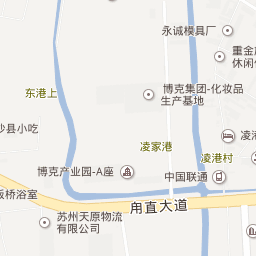 永诚模具厂
重金
休闲
东港上
博克集团-化妆品
生产基地
沙县小吃
凌家港
凌港
凌港村
博克产业园-A座
中国联通
板桥浴室
甪直大道
苏州天原物流
有限公司